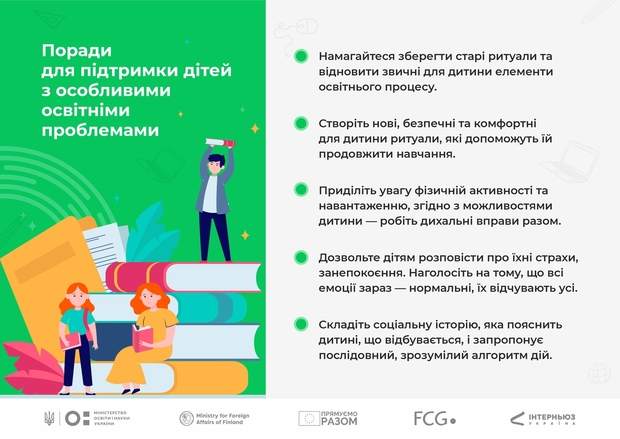 Поради
для підтримки дітей
з особливими
освітніми
проблемами
Намагайтеся зберегти старі ритуали та
відновити звичні для дитини елементи
освітнього процесу.
Створіть нові, безпечні та комфортні
для дитини ритуали, які допоможуть їй
продовжити навчання.
Приділіть увагу фізичній активності та
навантаженню, згідно з можливостями
дитини — робіть дихальні вправи разом.
Дозвольте дітям розповісти про їхні страхи,
занепокоєння. Наголосіть на тому, що всі
емоції зараз — нормальні, їх відчувають усі.
Складіть соціальну історію, яка пояснить
дитині, що відбувається, і запропонує
послідовний, зрозумілий алгоритм дій.
МІНІСТЕРСТВО
ОСВІТИ І НАУКИ
УКРАЇНИ
Ministry for Foreign
Affairs of Finland
ПРЯМУЄМО
РАЗОМ
FCG
ІНТЕРНЬЮЗ
УКРАЇНА